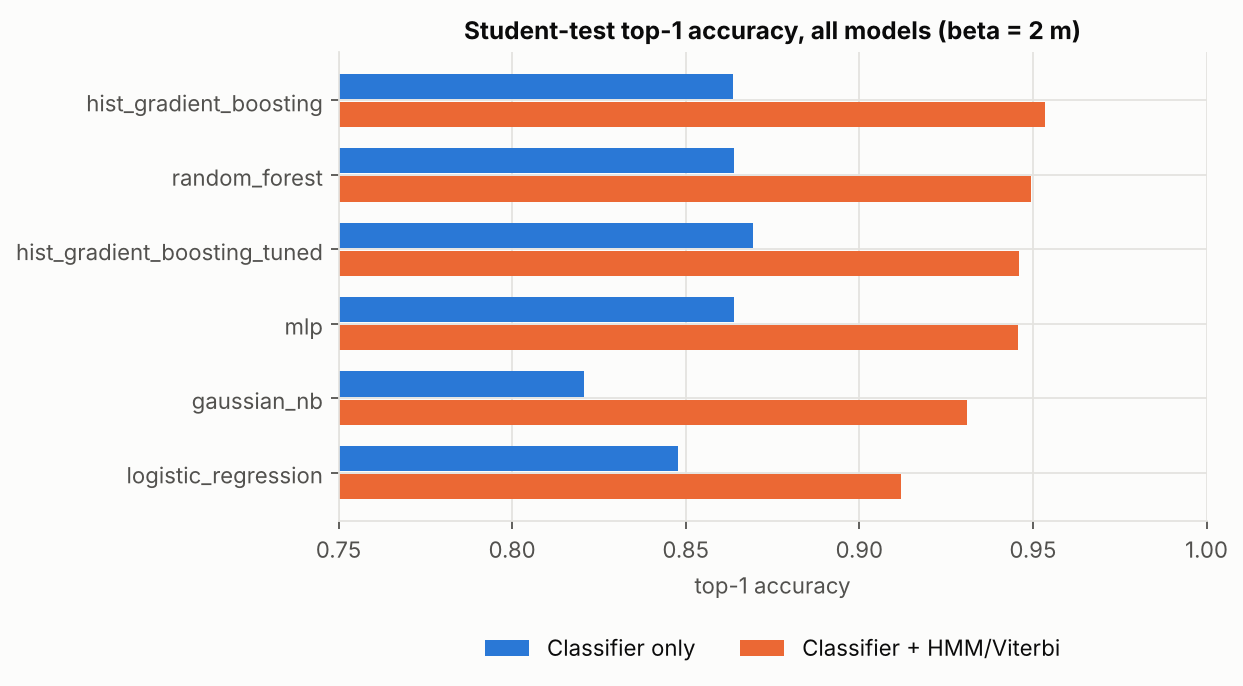 Student-test top-1 accuracy, all models (beta = 2 m)
hist_gradient_boosting
random_forest
hist_gradient_boosting_tuned
mlp
gaussian_nb
logistic_regression
0.75 0.80 0.85 0.90 0.95 1.00
top-1 accuracy
Classifier only Classifier + HMM/Viterbi